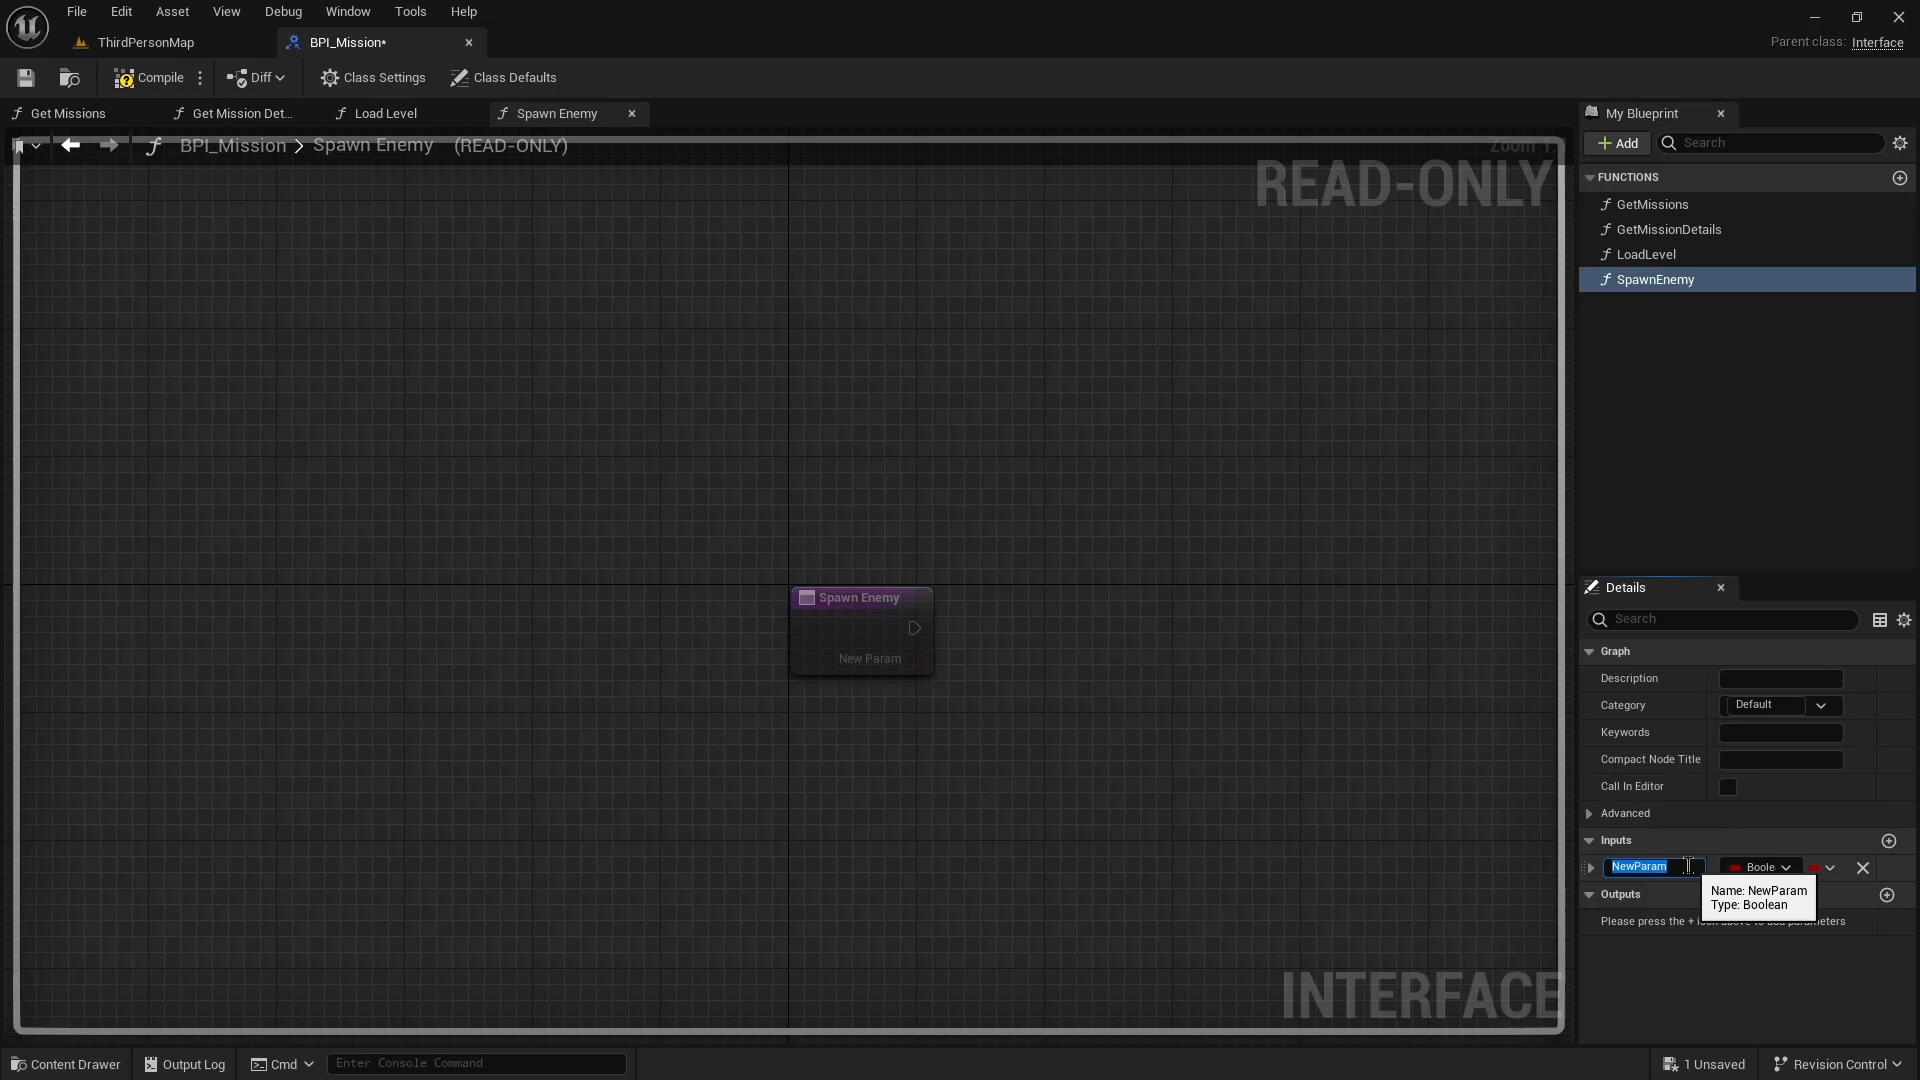 File Edit Asset View Debug Window Tools Help
ThirdPersonMap
BPI_Mission*
Parent class: Interface
Compile
Diff
Class Settings
Class Defaults
Get Missions
Get Mission Det...
Load Level
Spawn Enemy
BPI_Mission > Spawn Enemy (READ-ONLY)
READ-ONLY
Spawn Enemy
New Param
INTERFACE
My Blueprint
Add
Search
FUNCTIONS
GetMissions
GetMissionDetails
LoadLevel
SpawnEnemy
Details
Search
Graph
Description
Category Default
Keywords
Compact Node Title
Call In Editor
Advanced
Inputs
NewParam Boole
Outputs
Name: NewParam
Type: Boolean
Please press the +
Content Drawer
Output Log
Cmd
Enter Console Command
1 Unsaved
Revision Control